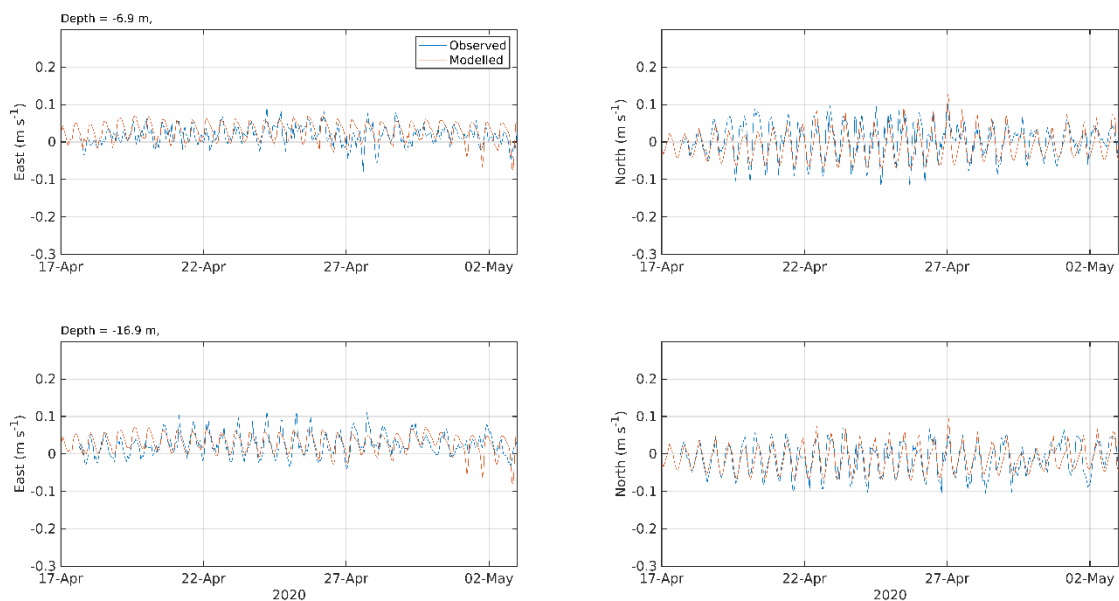 Depth = -6.9 m,
0.2
0.1
0
-0.1
-0.2
-0.3
East (m s-1)
17-Apr 22-Apr 27-Apr 02-May
Observed
Modelled
0.2
0.1
0
-0.1
-0.2
-0.3
North (m s-1)
17-Apr 22-Apr 27-Apr 02-May
Depth = -16.9 m,
0.2
0.1
0
-0.1
-0.2
-0.3
East (m s-1)
17-Apr 22-Apr 27-Apr 02-May
2020
0.2
0.1
0
-0.1
-0.2
-0.3
North (m s-1)
17-Apr 22-Apr 27-Apr 02-May
2020